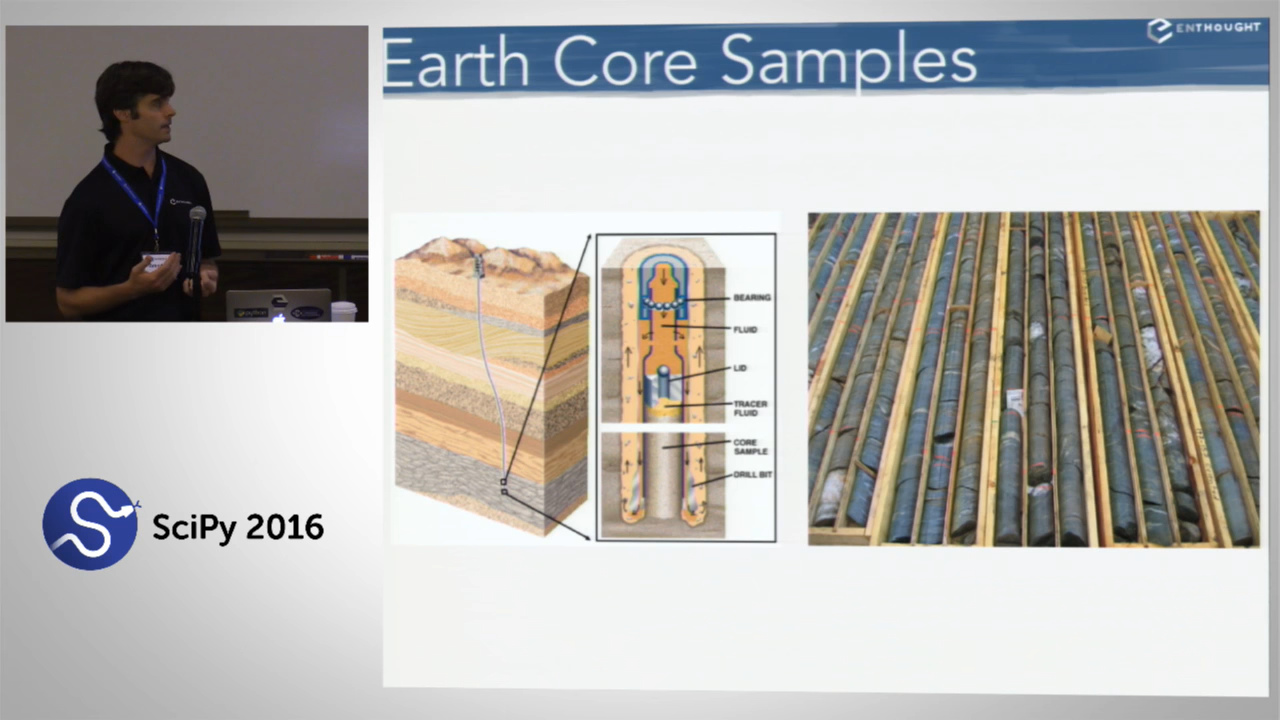 Earth Core Samples
ENTHOUGHT
BEARING
FLUID
LID
TRACER
FLUID
CORE
SAMPLE
DRILL BIT
SciPy 2016